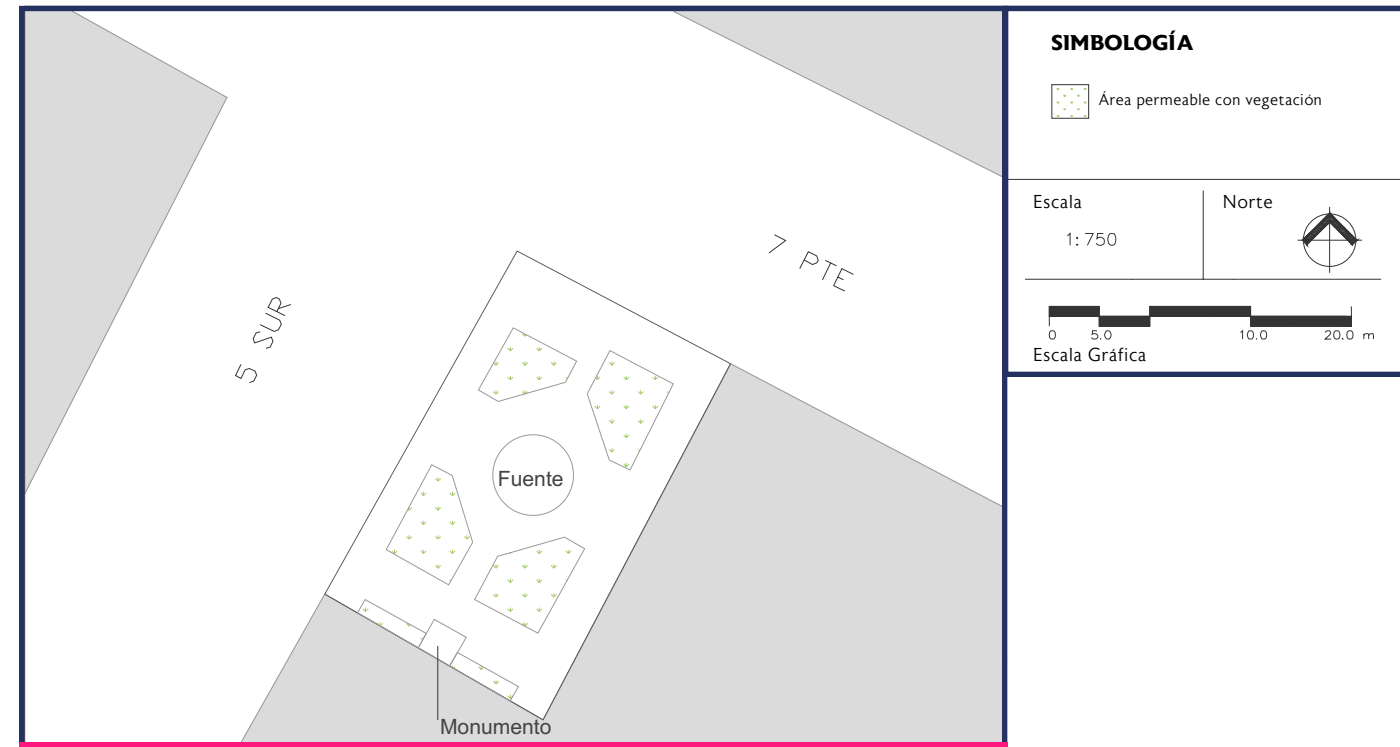 5 SUR
7 PTE
Fuente
Monumento
SIMBOLOGÍA
Área permeable con vegetación
Escala
1: 750
Norte
0 5.0 10.0 20.0 m
Escala Gráfica